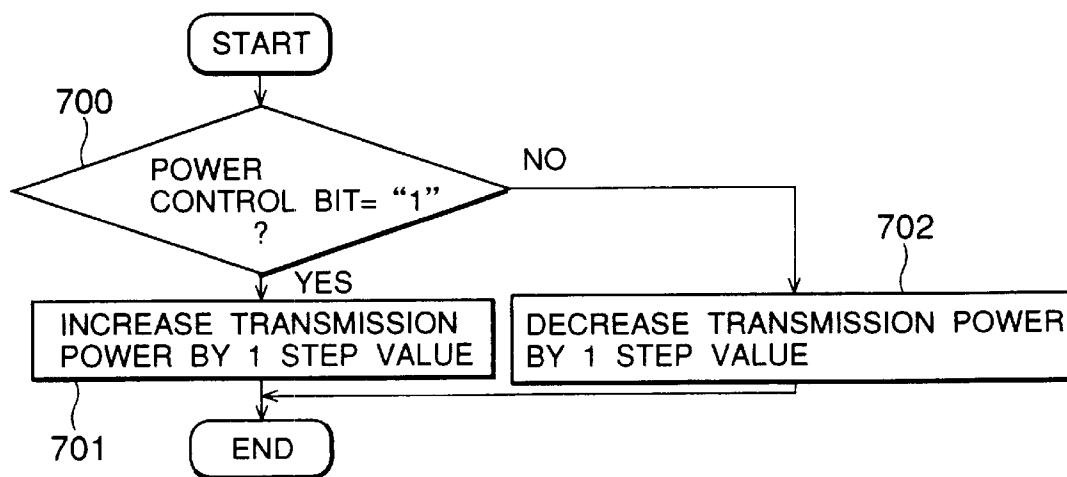 START
700
POWER
CONTROL BIT= “1”
?
NO
YES
702
INCREASE TRANSMISSION
POWER BY 1 STEP VALUE
DECREASE TRANSMISSION POWER
BY 1 STEP VALUE
701
END